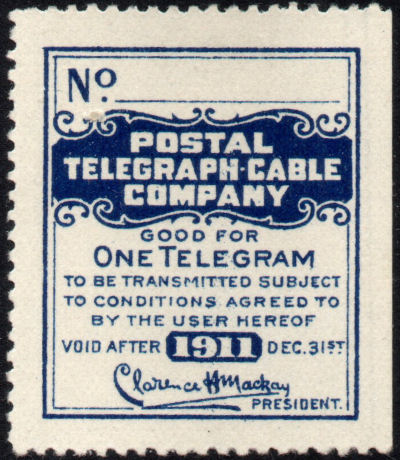 Nº
POSTAL
TELEGRAPH-CABLE
COMPANY
GOOD FOR
ONE TELEGRAM
TO BE TRANSMITTED SUBJECT
TO CONDITIONS AGREED TO
BY THE USER HEREOF
VOID AFTER 1911 DEC. 31ST
Clarence H Mackay
PRESIDENT.